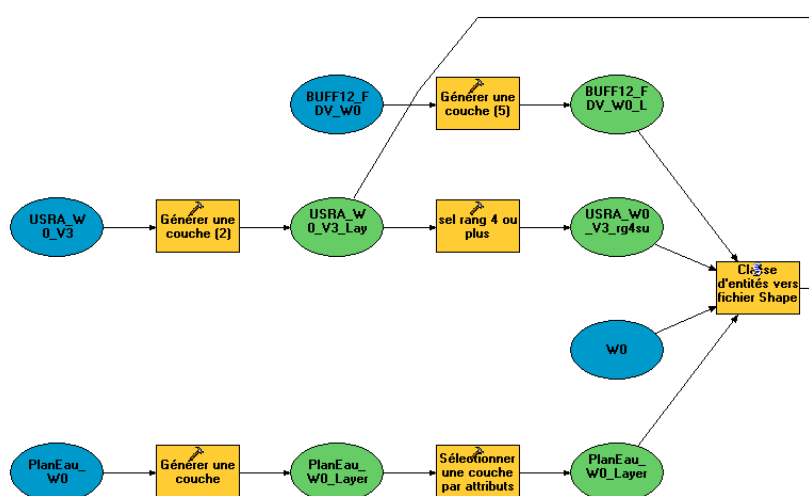 BUFF12_F
DV_W0
Générer une
couche (5)
BUFF12_F
DV_W0_L
USRA_W
0_V3
Générer une
couche (2)
USRA_W
0_V3_Lay
sel rang 4 ou
plus
USRA_W0
_V3_rg4su
Classe
d'entités vers
fichier Shape
W0
PlanEau_
W0
Générer une
couche
PlanEau_
W0_Layer
Sélectionner
une couche
par attributs
PlanEau_
W0_Layer